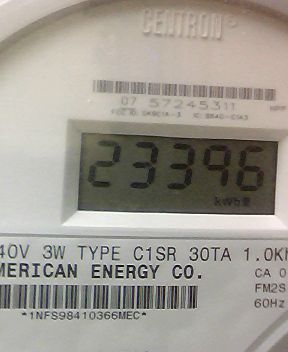 CENTRON
07 57245311
23396
kWh
40V 3W TYPE C1SR 30TA 1.0Kh
MERICAN ENERGY CO.
CA 0
FM2S
60Hz
*1NFS98410366MEC*